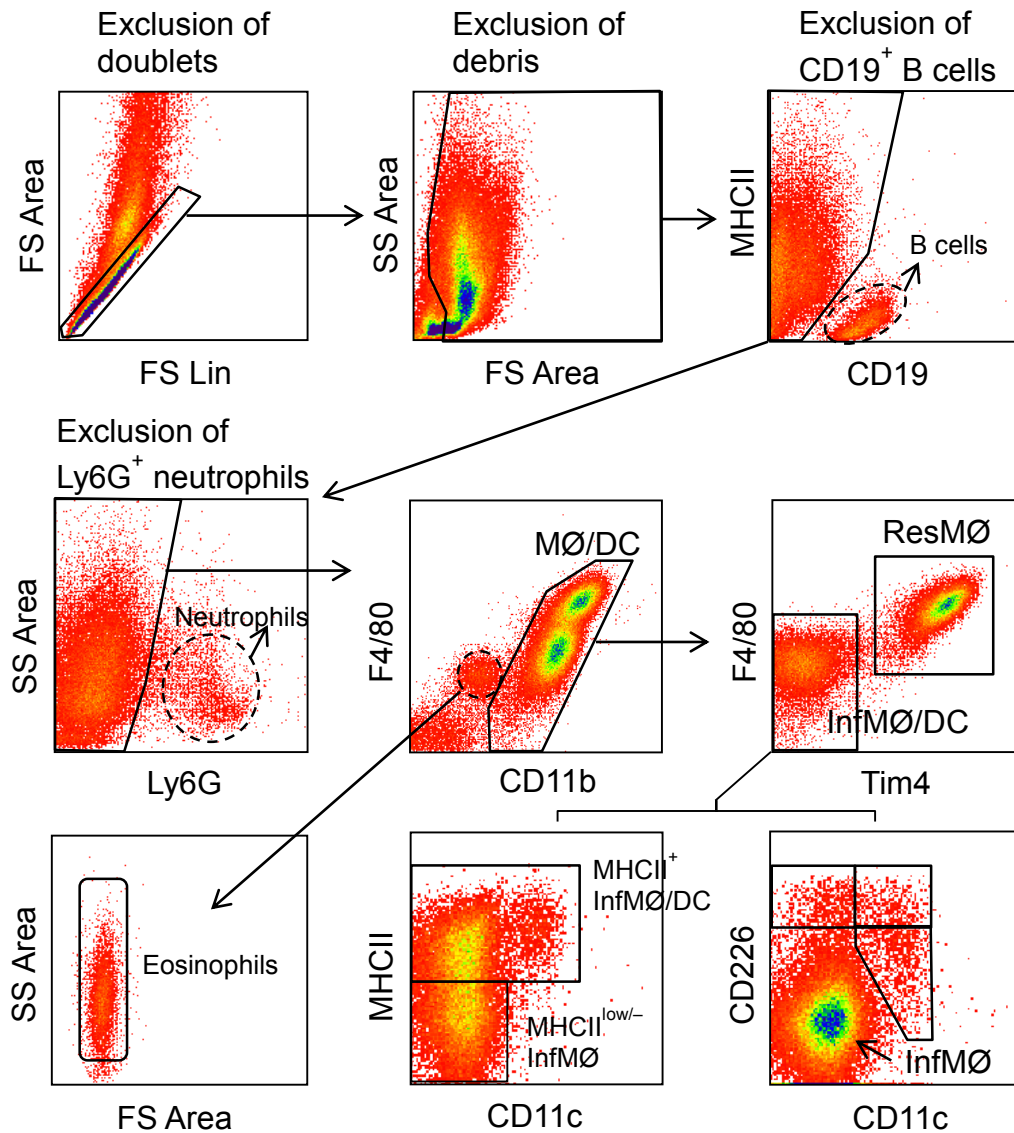 Exclusion of
doublets
FS Area
FS Lin
Exclusion of
debris
SS Area
FS Area
Exclusion of
CD19⁺ B cells
MHCII
B cells
CD19
Exclusion of
Ly6G⁺ neutrophils
SS Area
Neutrophils
Ly6G
MØ/DC
F4/80
CD11b
ResMØ
F4/80
InfMØ/DC
Tim4
SS Area
Eosinophils
FS Area
MHCII⁺
InfMØ/DC
MHCII
MHCII^low/–
InfMØ
CD11c
CD226
InfMØ
CD11c